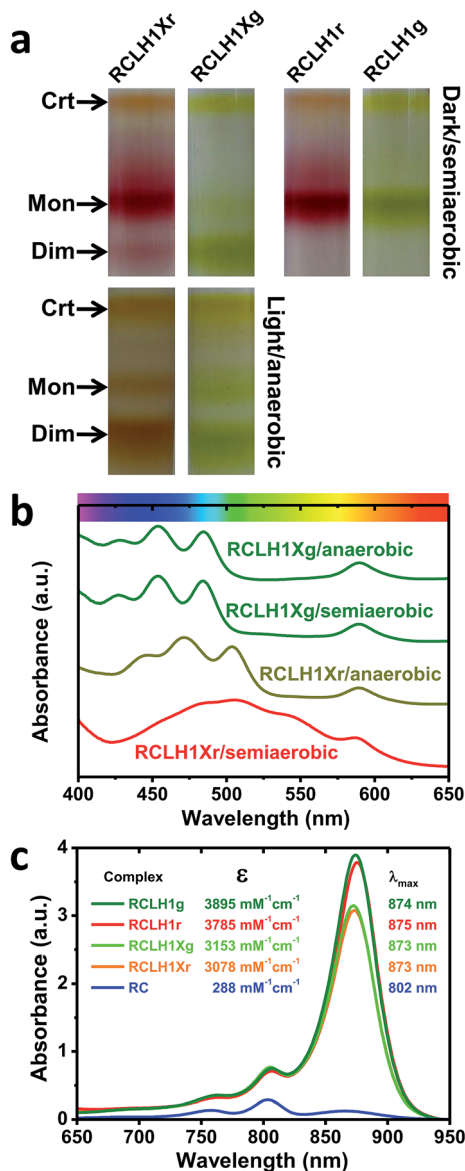 a
RCLH1Xr
RCLH1Xg
RCLH1r
RCLH1g
Crt
Mon
Dim
Dark/semiaerobic
Crt
Mon
Dim
Light/anaerobic
b
RCLH1Xg/anaerobic
RCLH1Xg/semiaerobic
RCLH1Xr/anaerobic
RCLH1Xr/semiaerobic
Absorbance (a.u.)
400 450 500 550 600 650
Wavelength (nm)
c
Complex ε λmax
RCLH1g 3895 mM⁻¹cm⁻¹ 874 nm
RCLH1r 3785 mM⁻¹cm⁻¹ 875 nm
RCLH1Xg 3153 mM⁻¹cm⁻¹ 873 nm
RCLH1Xr 3078 mM⁻¹cm⁻¹ 873 nm
RC 288 mM⁻¹cm⁻¹ 802 nm
Absorbance (a.u.)
4
3
2
1
0
650 700 750 800 850 900 950
Wavelength (nm)